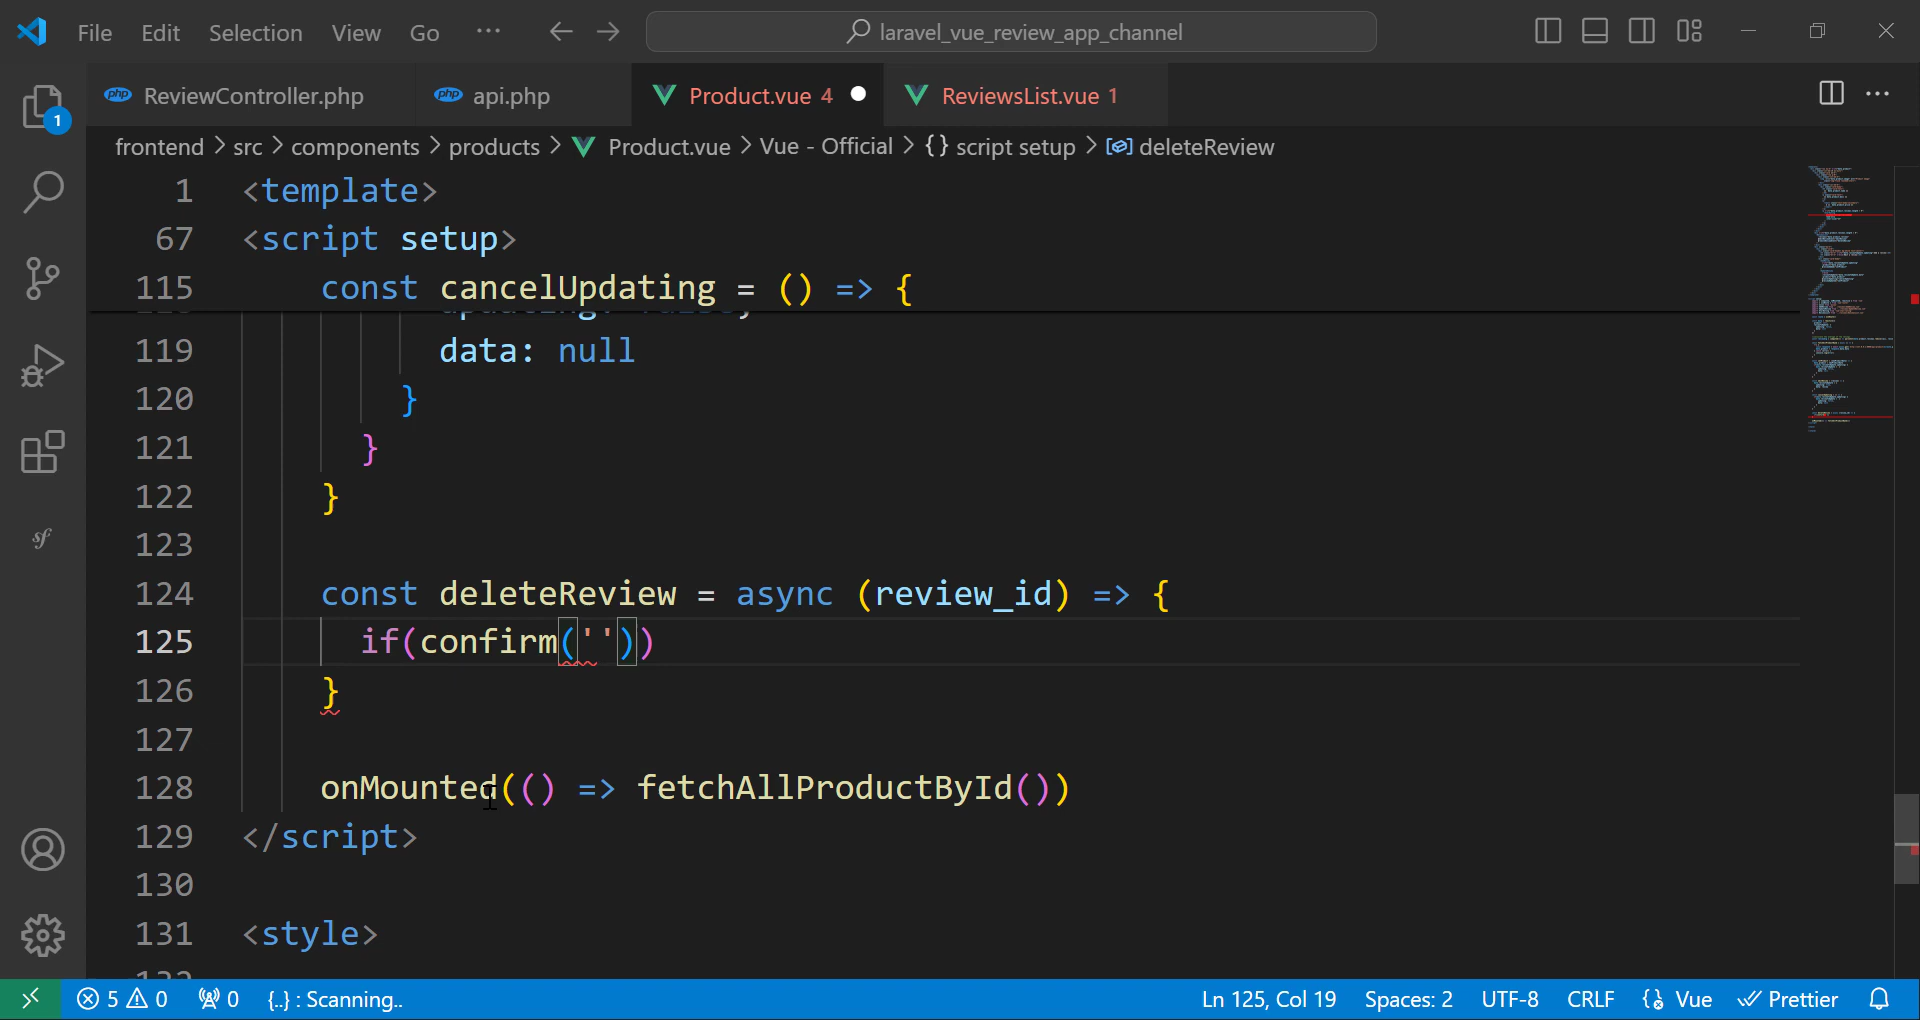 File Edit Selection View Go ··· laravel_vue_review_app_channel
ReviewController.php api.php Product.vue 4 ReviewsList.vue 1
1
frontend > src > components > products > Product.vue > Vue - Official > {} script setup > deleteReview
1 <template>
67 <script setup>
115 const cancelUpdating = () => {
119 data: null
120 }
121 }
122 }
123
124 const deleteReview = async (review_id) => {
125 if(confirm(''))
126 }
127
128 onMounted(() => fetchAllProductById())
129 </script>
130
131 <style>
5 0 0 {..} : Scanning.. Ln 125, Col 19 Spaces: 2 UTF-8 CRLF Vue Prettier